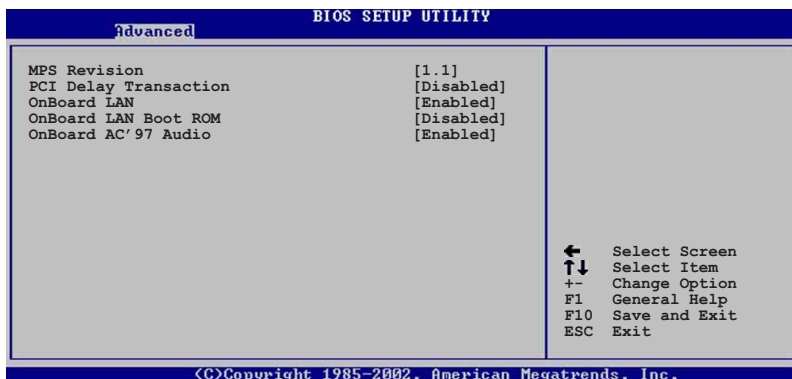 BIOS SETUP UTILITY
Advanced
MPS Revision [1.1]
PCI Delay Transaction [Disabled]
OnBoard LAN [Enabled]
OnBoard LAN Boot ROM [Disabled]
OnBoard AC'97 Audio [Enabled]
← Select Screen
↑↓ Select Item
+- Change Option
F1 General Help
F10 Save and Exit
ESC Exit
(C)Copyright 1985-2002, American Megatrends, Inc.